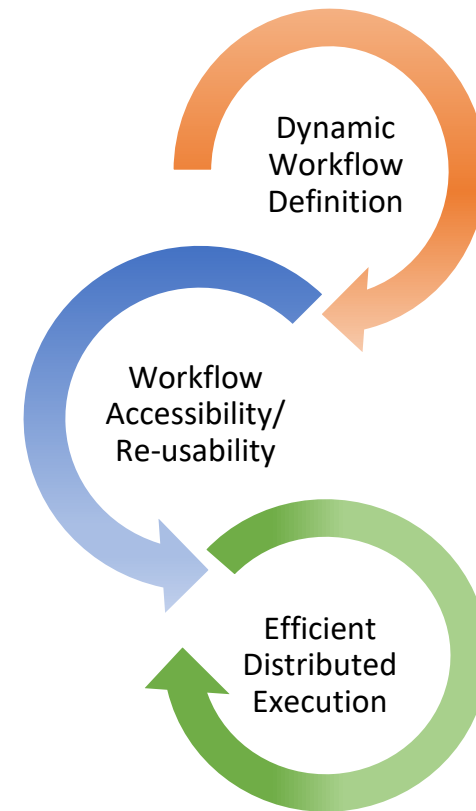 Dynamic
Workflow
Definition
Workflow
Accessibility/
Re-usability
Efficient
Distributed
Execution